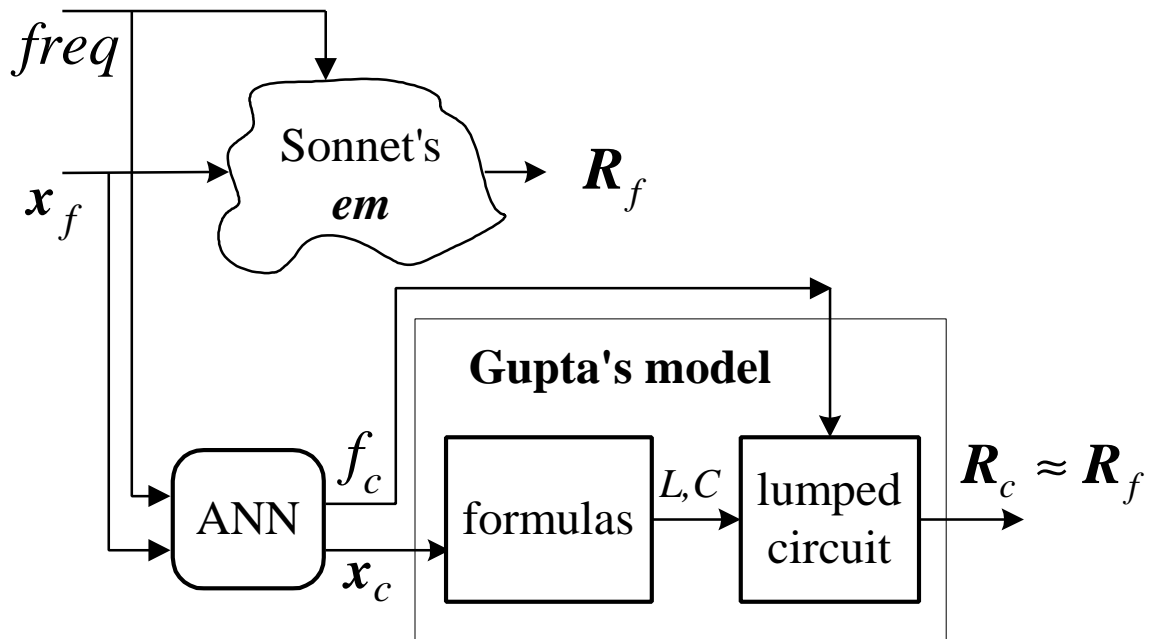 freq
Sonnet's
em
R_f
x_f
Gupta's model
f_c
L,C
R_c ≈ R_f
ANN
formulas
lumped
circuit
x_c